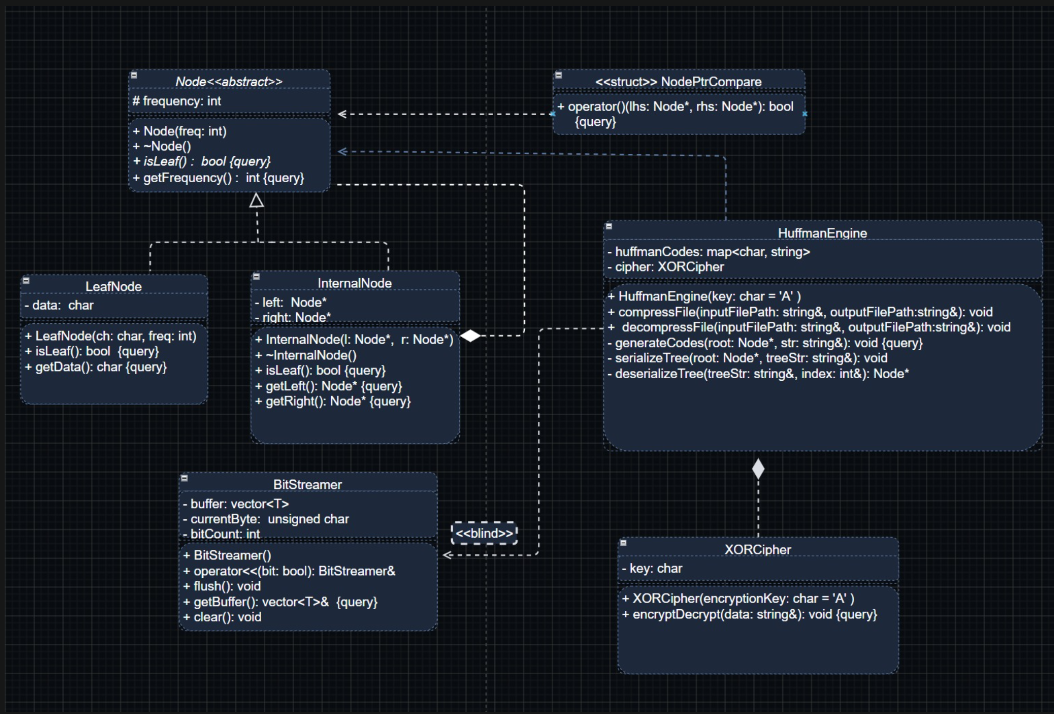 Node<<abstract>>
# frequency: int
+ Node(freq: int)
+ ~Node()
+ isLeaf() :  bool {query}
+ getFrequency() :  int {query}
<<struct>> NodePtrCompare
+ operator()(lhs: Node*, rhs: Node*): bool
{query}
HuffmanEngine
- huffmanCodes: map<char, string>
- cipher: XORCipher
+ HuffmanEngine(key: char = 'A' )
+ compressFile(inputFilePath: string&, outputFilePath:string&): void
+  decompressFile(inputFilePath: string&, outputFilePath:string&): void
- generateCodes(root: Node*, str: string&): void {query}
- serializeTree(root: Node*, treeStr: string&): void
- deserializeTree(treeStr: string&, index: int&): Node*
LeafNode
- data:  char
+ LeafNode(ch: char, freq: int)
+ isLeaf(): bool  {query}
+ getData(): char {query}
InternalNode
- left:  Node*
- right: Node*
+ InternalNode(l: Node*,  r: Node*)
+ ~InternalNode()
+ isLeaf(): bool {query}
+ getLeft(): Node* {query}
+ getRight(): Node* {query}
BitStreamer
- buffer: vector<T>
- currentByte:  unsigned char
- bitCount: int
+ BitStreamer()
+ operator<<(bit: bool): BitStreamer&
+ flush(): void
+ getBuffer(): vector<T>&  {query}
+ clear(): void
<<blind>>
XORCipher
- key: char
+ XORCipher(encryptionKey: char = 'A' )
+ encryptDecrypt(data: string&): void {query}